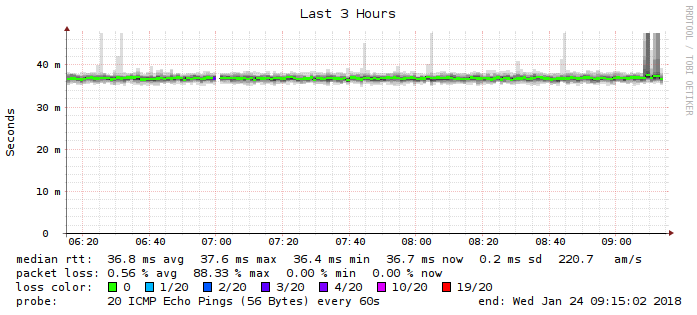 Last 3 Hours
RRDTOOL / TOBI OETIKER
Seconds
40 m
30 m
20 m
10 m
0
06:20 06:40 07:00 07:20 07:40 08:00 08:20 08:40 09:00
median rtt: 36.8 ms avg 37.6 ms max 36.4 ms min 36.7 ms now 0.2 ms sd 220.7 am/s
packet loss: 0.56 % avg 88.33 % max 0.00 % min 0.00 % now
loss color: 0 1/20 2/20 3/20 4/20 10/20 19/20
probe: 20 ICMP Echo Pings (56 Bytes) every 60s end: Wed Jan 24 09:15:02 2018